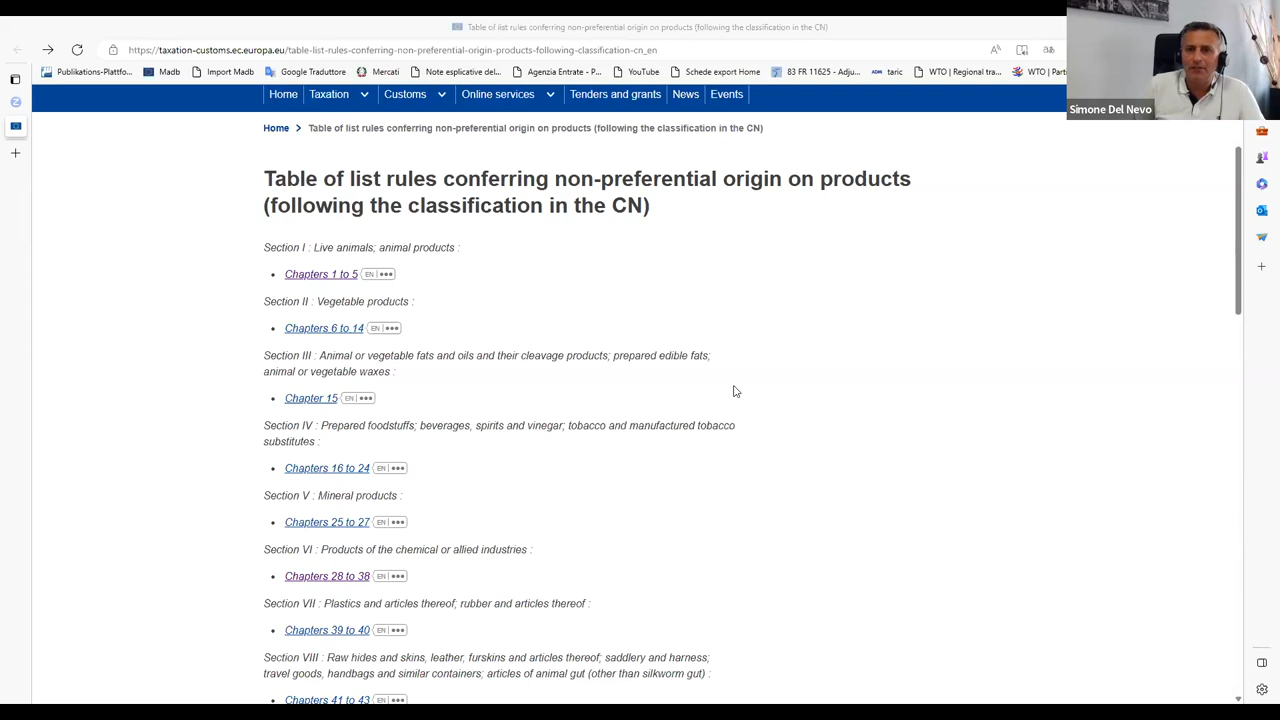 Table of list rules conferring non-preferential origin on products (following the classification in the CN)
https://taxation-customs.ec.europa.eu/table-list-rules-conferring-non-preferential-origin-products-following-classification-cn_en
Publikations-Plattfo... Madb Import Madb Google Traduttore Mercati Note esplicative del... Agenzia Entrate - P... YouTube Schede export Home 83 FR 11625 - Adju... taric WTO | Regional tra... WTO | Part
Simone Del Nevo
Home Taxation Customs Online services Tenders and grants News Events
Home Table of list rules conferring non-preferential origin on products (following the classification in the CN)
Table of list rules conferring non-preferential origin on products
(following the classification in the CN)
Section I : Live animals; animal products :
• Chapters 1 to 5 EN | •••
Section II : Vegetable products :
• Chapters 6 to 14 EN | •••
Section III : Animal or vegetable fats and oils and their cleavage products; prepared edible fats;
animal or vegetable waxes :
• Chapter 15 EN | •••
Section IV : Prepared foodstuffs; beverages, spirits and vinegar; tobacco and manufactured tobacco
substitutes :
• Chapters 16 to 24 EN | •••
Section V : Mineral products :
• Chapters 25 to 27 EN | •••
Section VI : Products of the chemical or allied industries :
• Chapters 28 to 38 EN | •••
Section VII : Plastics and articles thereof; rubber and articles thereof :
• Chapters 39 to 40 EN | •••
Section VIII : Raw hides and skins, leather, furskins and articles thereof; saddlery and harness;
travel goods, handbags and similar containers; articles of animal gut (other than silkworm gut) :
• Chapters 41 to 43 EN | •••